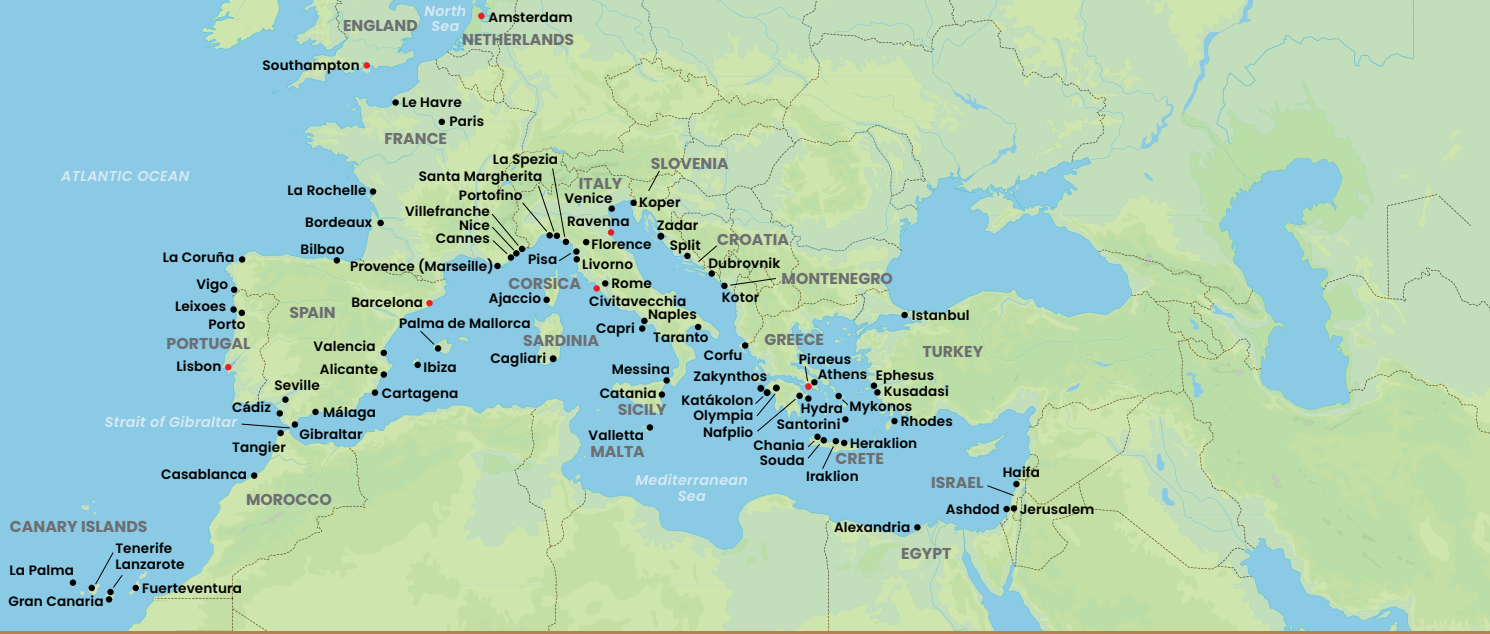 North
Sea
Amsterdam
ENGLAND
NETHERLANDS
Southampton
Le Havre
Paris
FRANCE
La Spezia
SLOVENIA
Santa Margherita
ATLANTIC OCEAN
La Rochelle
ITALY
Portofino
Venice
Koper
Villefranche
Bordeaux
Ravenna
Nice
Zadar
Cannes
Florence
Split
CROATIA
Bilbao
La Coruña
Pisa
Livorno
Dubrovnik
Provence (Marseille)
MONTENEGRO
Vigo
CORSICA
Rome
Ajaccio
Kotor
Barcelona
Civitavecchia
Leixoes
SPAIN
Naples
Istanbul
Porto
Palma de Mallorca
Capri
Taranto
PORTUGAL
SARDINIA
GREECE
Valencia
Corfu
TURKEY
Cagliari
Piraeus
Lisbon
Ibiza
Alicante
Messina
Zakynthos
Athens
Ephesus
Seville
Cartagena
Catania
Kusadasi
Katákolon
Cádiz
Málaga
SICILY
Hydra
Mykonos
Olympia
Strait of Gibraltar
Santorini
Rhodes
Gibraltar
Valletta
Nafplio
Tangier
MALTA
Chania
Heraklion
Souda
CRETE
Casablanca
Mediterranean
Sea
Iraklion
Haifa
ISRAEL
MOROCCO
Ashdod
Jerusalem
CANARY ISLANDS
Alexandria
Tenerife
EGYPT
Lanzarote
La Palma
Fuerteventura
Gran Canaria